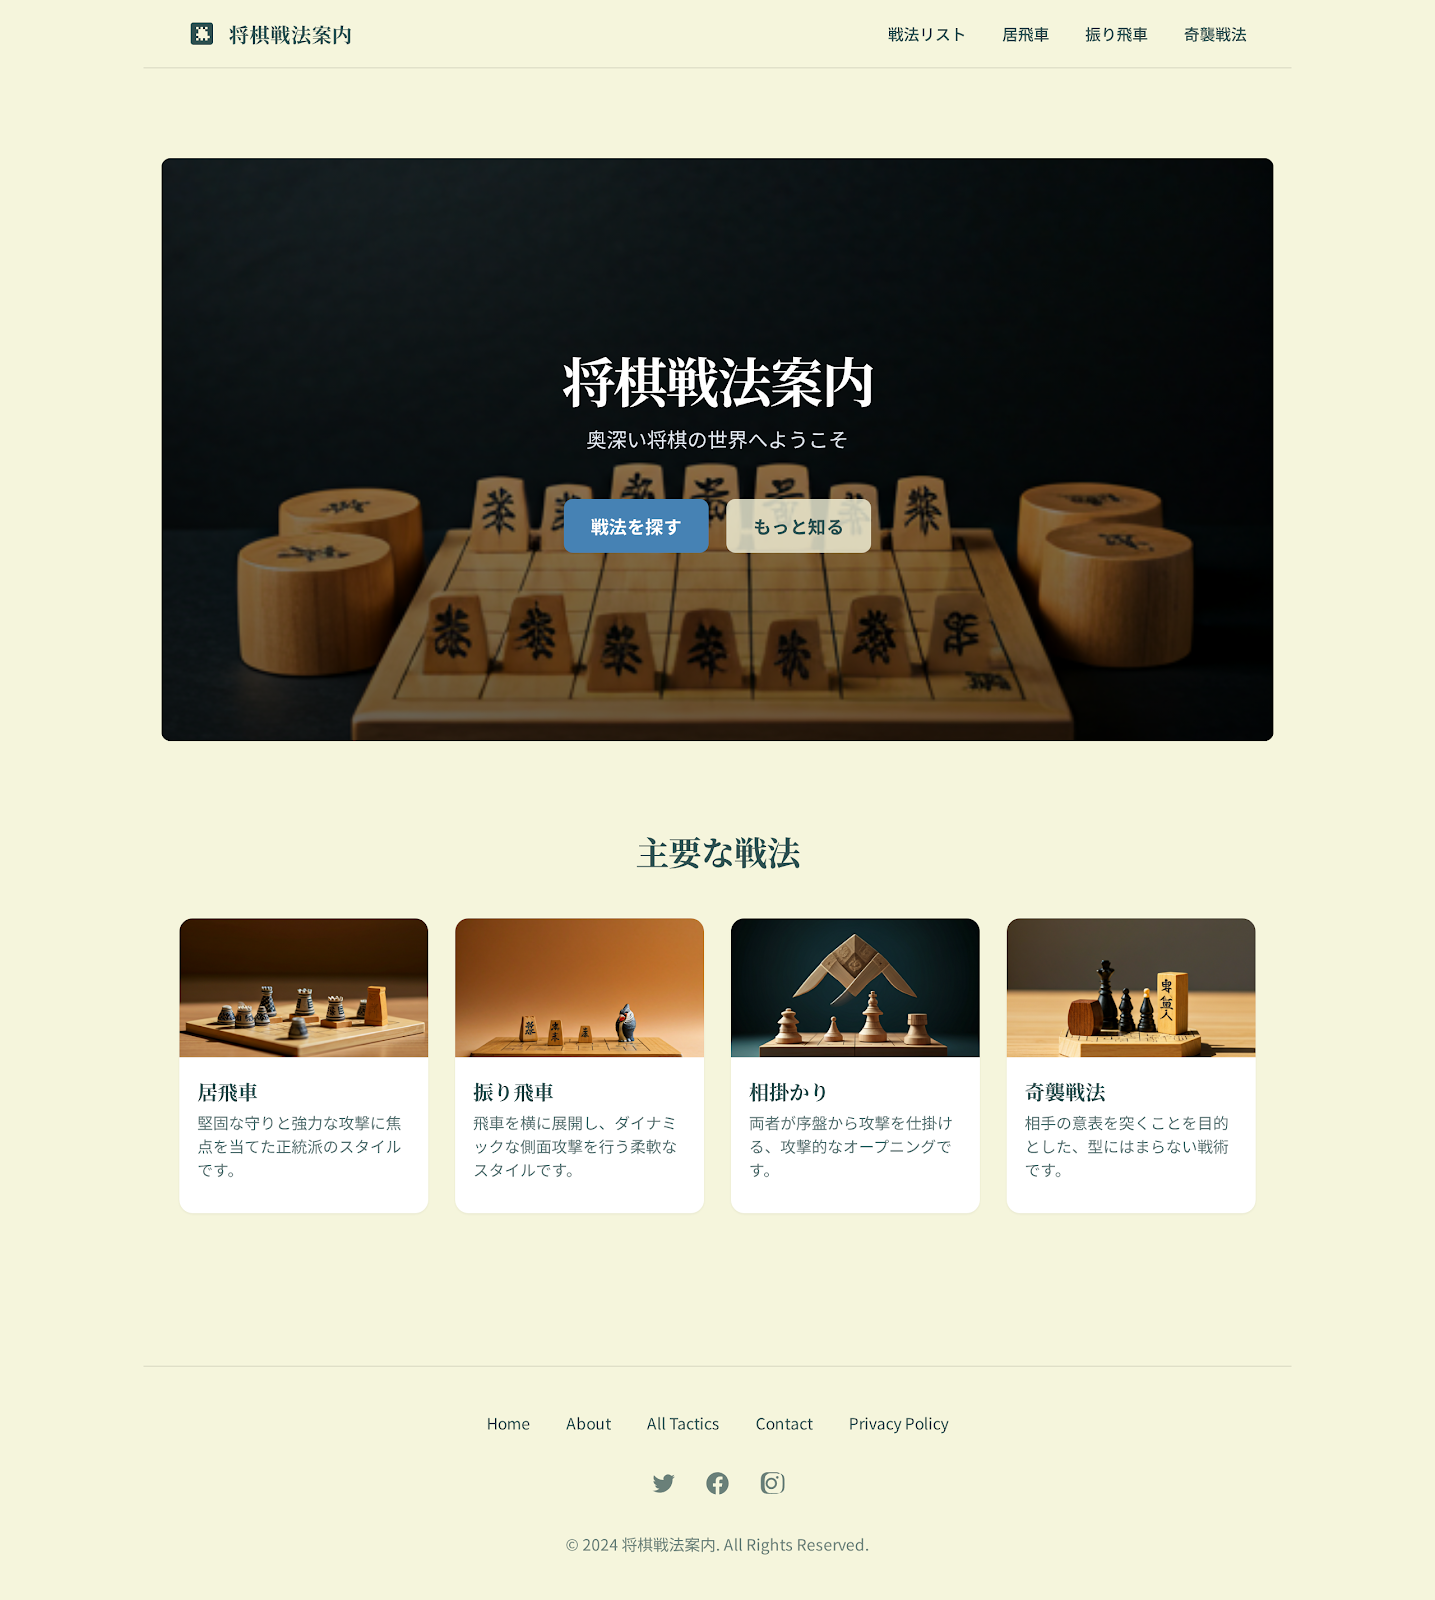 将棋戦法案内
戦法リスト 居飛車 振り飛車 奇襲戦法
将棋戦法案内
奥深い将棋の世界へようこそ
戦法を探す もっと知る
主要な戦法
居飛車
堅固な守りと強力な攻撃に焦
点を当てた正統派のスタイル
です。
振り飛車
飛車を横に展開し、ダイナミ
ックな側面攻撃を行う柔軟な
スタイルです。
相掛かり
両者が序盤から攻撃を仕掛け
る、攻撃的なオープニングで
す。
奇襲戦法
相手の意表を突くことを目的
とした、型にはまらない戦術
です。
Home About All Tactics Contact Privacy Policy
© 2024 将棋戦法案内. All Rights Reserved.